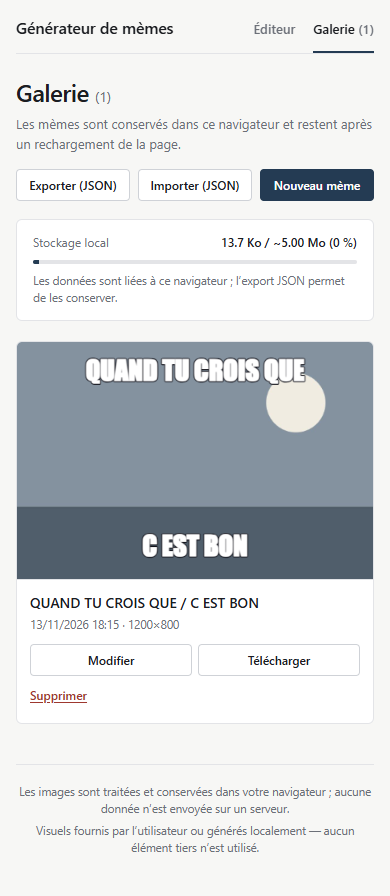 Générateur de mèmes
Éditeur
Galerie (1)
Galerie (1)
Les mèmes sont conservés dans ce navigateur et restent après
un rechargement de la page.
Exporter (JSON)
Importer (JSON)
Nouveau mème
Stockage local
13.7 Ko / ~5.00 Mo (0 %)
Les données sont liées à ce navigateur ; l'export JSON permet
de les conserver.
QUAND TU CROIS QUE
C EST BON
QUAND TU CROIS QUE / C EST BON
13/11/2026 18:15 · 1200×800
Modifier
Télécharger
Supprimer
Les images sont traitées et conservées dans votre navigateur ; aucune
donnée n'est envoyée sur un serveur.
Visuels fournis par l'utilisateur ou générés localement — aucun
élément tiers n'est utilisé.